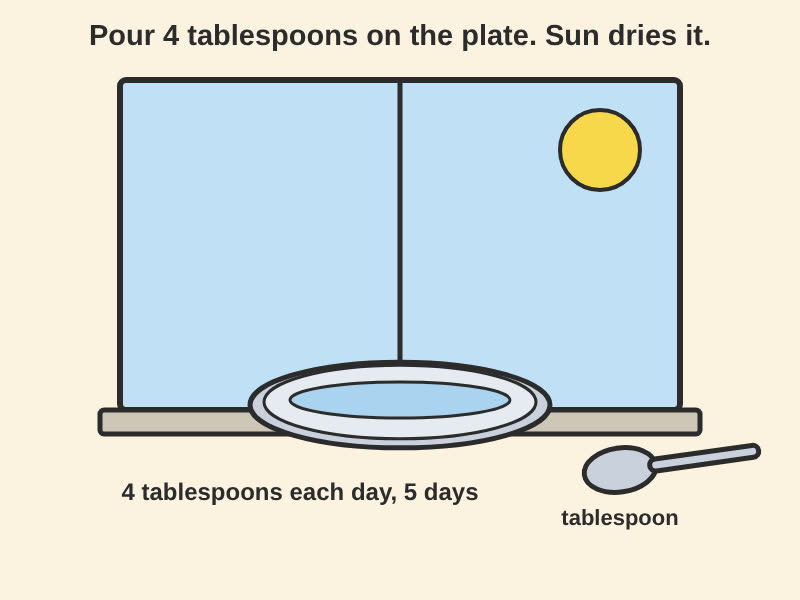 Pour 4 tablespoons on the plate. Sun dries it.
4 tablespoons each day, 5 days
tablespoon